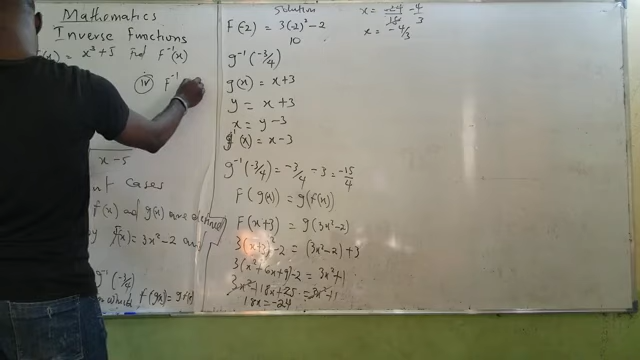 Mathematics
Inverse Functions
(x) = x³ + 5 Find F⁻¹(x)
(iv) F⁻¹
x - 5
Cases
F(x) and g(x) are defined
F(x) = 3x² - 2 and
g⁻¹(-3/4)
which f(gx) = g(x)
Solution
F(-2) = 3(-2)² - 2
10
g⁻¹(-3/4)
g(x) = x + 3
y = x + 3
x = y - 3
g⁻¹(x) = x - 3
g⁻¹(-3/4) = -3/4 - 3 = -15/4
F(g(x)) = g(f(x))
F(x+3) = g(3x²-2)
3(x+3)² - 2 = (3x²-2) + 3
3(x²+6x+9) - 2 = 3x² + 1
3x² + 18x + 25 = 3x² + 1
18x = -24
x = -24/18 = -4/3
x = -4/3